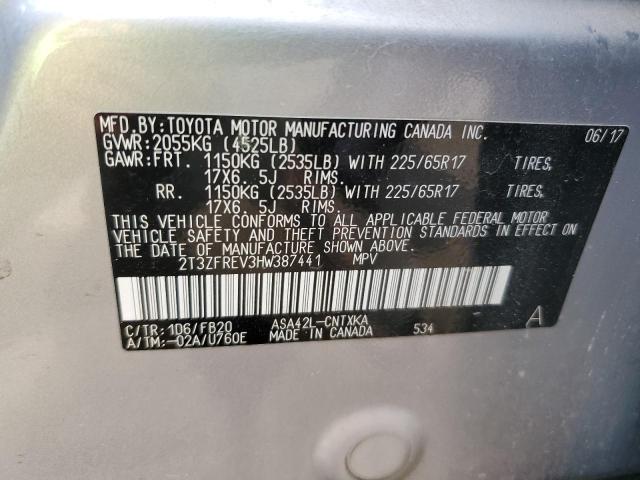 MFD.BY:TOYOTA MOTOR MANUFACTURING CANADA INC. 06/17
GVWR:2055KG (4525LB)
GAWR:FRT. 1150KG (2535LB) WITH 225/65R17 TIRES,
17X6.5J RIMS.
RR. 1150KG (2535LB) WITH 225/65R17 TIRES,
17X6.5J RIMS.
THIS VEHICLE CONFORMS TO ALL APPLICABLE FEDERAL MOTOR
VEHICLE SAFETY AND THEFT PREVENTION STANDARDS IN EFFECT ON
THE DATE OF MANUFACTURE SHOWN ABOVE.
2T3ZFREV3HW387441 MPV
C/TR:1D6/FB20 ASA42L-CNTXKA 534 A
A/TM:-02A/U760E MADE IN CANADA